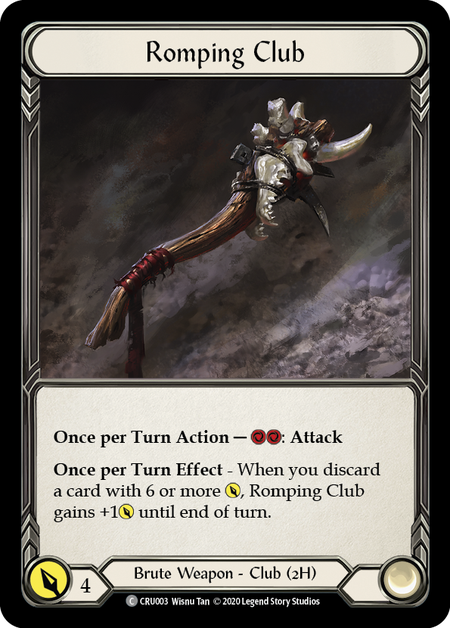 Romping Club
Once per Turn Action — : Attack
Once per Turn Effect - When you discard
a card with 6 or more , Romping Club
gains +1 until end of turn.
4
Brute Weapon - Club (2H)
C CRU003 Wisnu Tan © 2020 Legend Story Studios